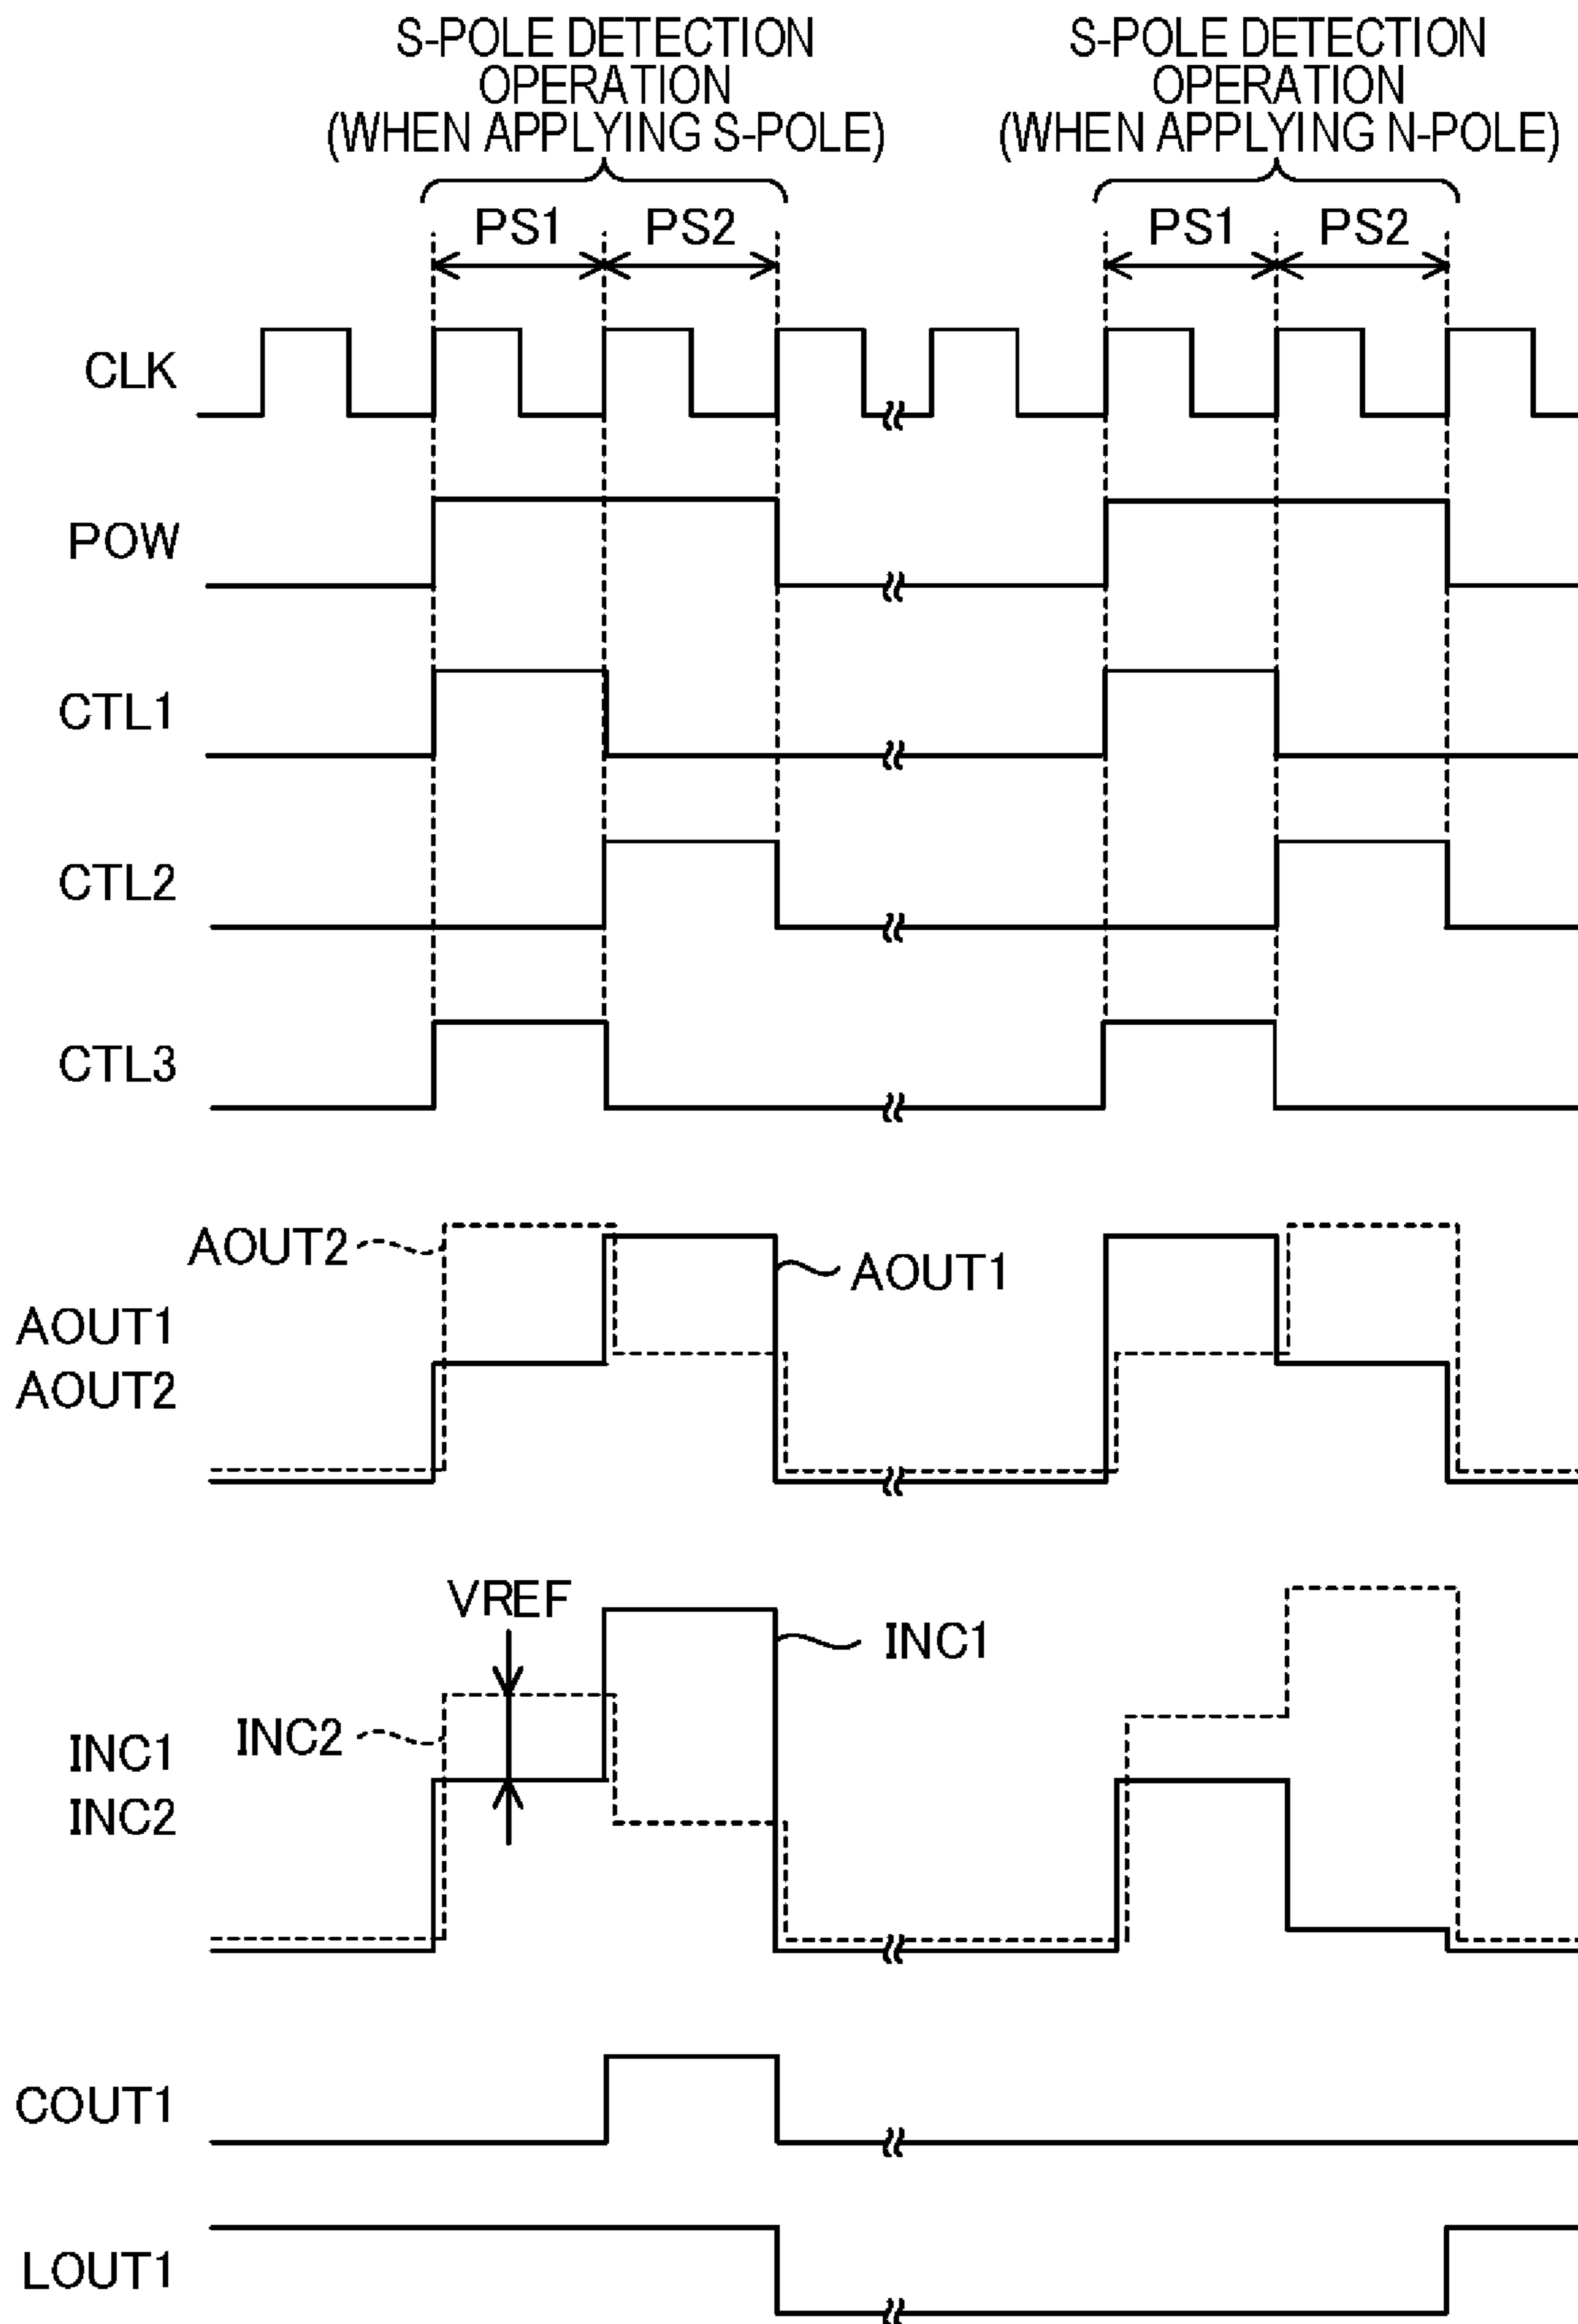 S-POLE DETECTION
OPERATION
(WHEN APPLYING S-POLE)
S-POLE DETECTION
OPERATION
(WHEN APPLYING N-POLE)
PS1
PS2
PS1
PS2
CLK
POW
CTL1
CTL2
CTL3
AOUT2
AOUT1
AOUT1
AOUT2
VREF
INC1
INC2
INC1
INC2
COUT1
LOUT1